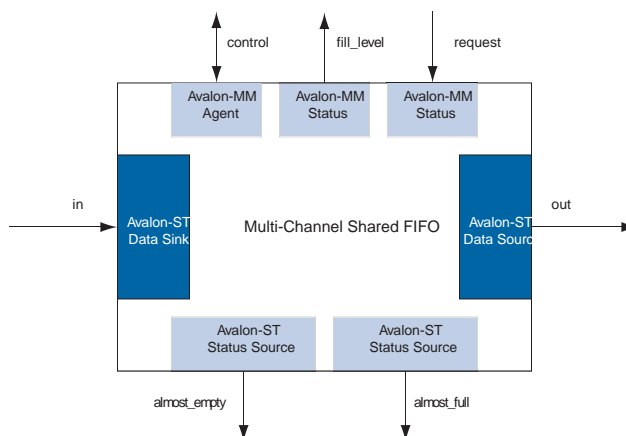 control
fill_level
request
Avalon-MM
Agent
Avalon-MM
Status
Avalon-MM
Status
in
Avalon-ST
Data Sink
Multi-Channel Shared FIFO
Avalon-ST
Data Sourc
out
Avalon-ST
Status Source
Avalon-ST
Status Source
almost_empty
almost_full